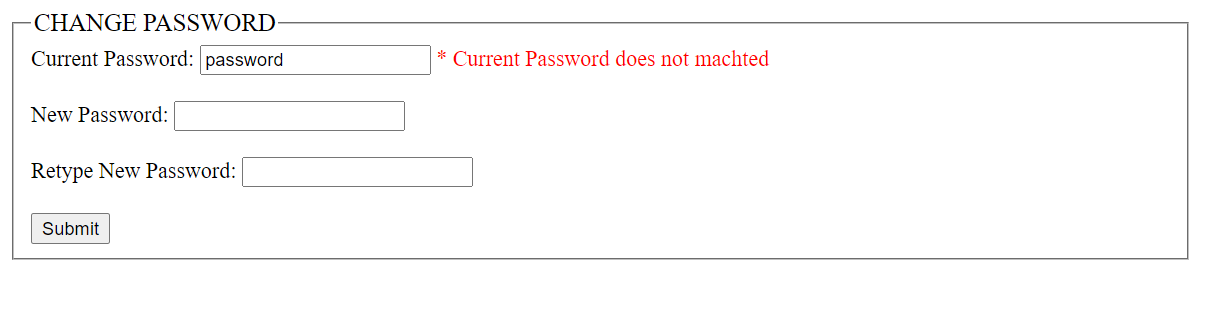 CHANGE PASSWORD
Current Password: password * Current Password does not machted
New Password:
Retype New Password:
Submit